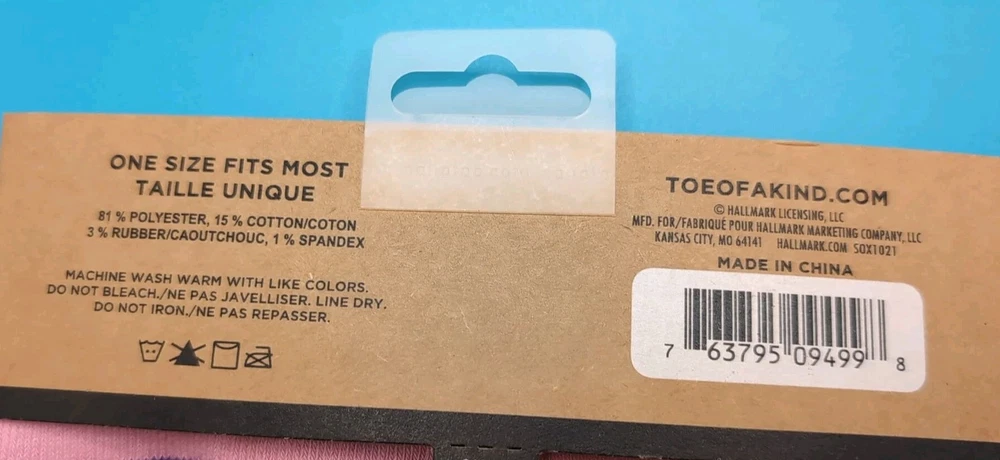 ONE SIZE FITS MOST
TAILLE UNIQUE
81 % POLYESTER, 15 % COTTON/COTON
3 % RUBBER/CAOUTCHOUC, 1 % SPANDEX
MACHINE WASH WARM WITH LIKE COLORS.
DO NOT BLEACH./NE PAS JAVELLISER. LINE DRY.
DO NOT IRON./NE PAS REPASSER.
TOEOFAKIND.COM
© HALLMARK LICENSING, LLC
MFD. FOR/FABRIQUÉ POUR HALLMARK MARKETING COMPANY, LLC
KANSAS CITY, MO 64141 HALLMARK.COM SOX1021
MADE IN CHINA
7 63795 09499 8